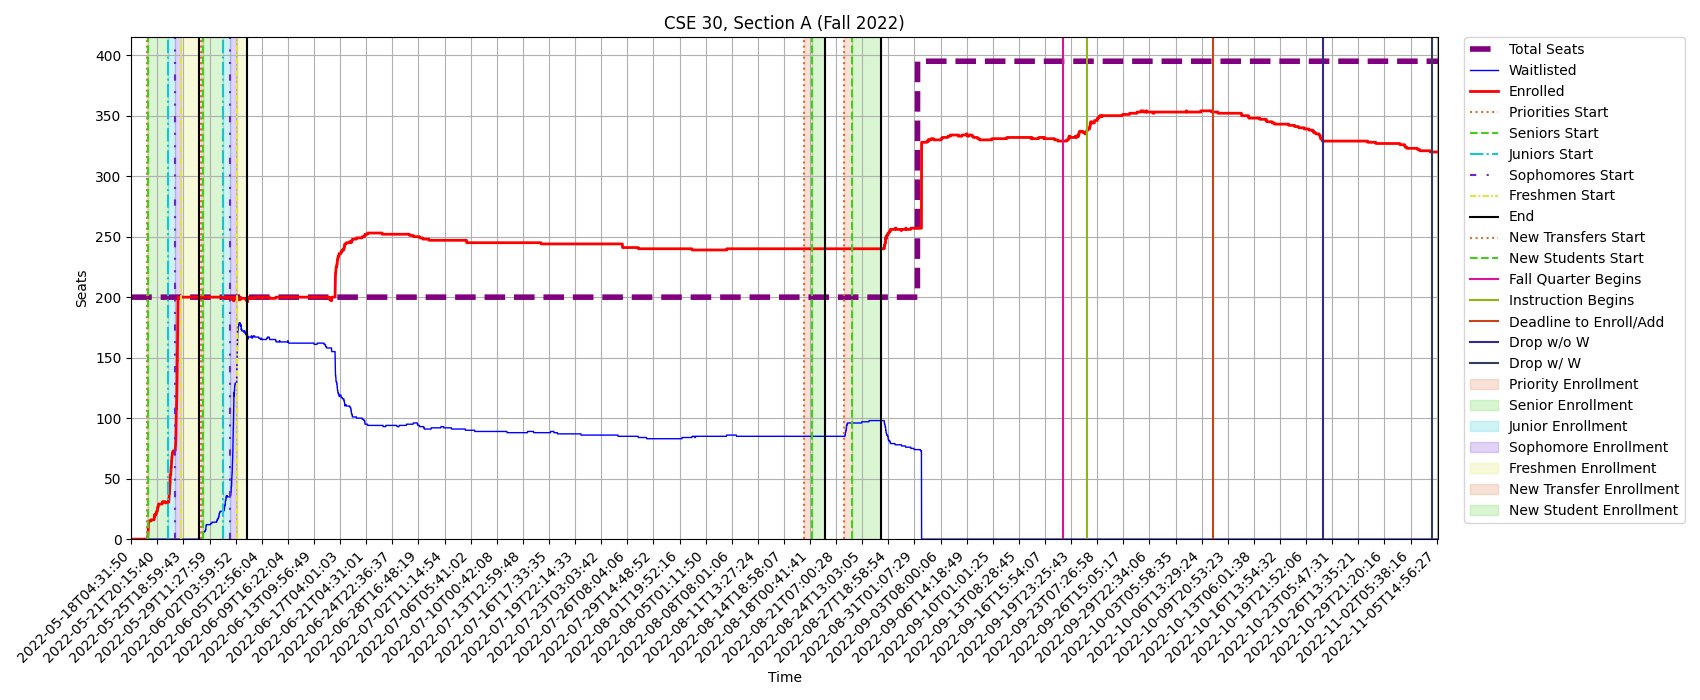 CSE 30, Section A (Fall 2022)
Seats
400
350
300
250
200
150
100
50
0
2022-05-18T04:31:50
2022-05-21T20:15:40
2022-05-25T18:59:43
2022-05-29T11:27:59
2022-06-02T03:59:52
2022-06-05T22:56:04
2022-06-09T16:22:04
2022-06-13T09:56:49
2022-06-17T04:01:03
2022-06-21T04:31:01
2022-06-24T22:36:37
2022-06-28T16:48:19
2022-07-02T11:14:54
2022-07-06T05:41:02
2022-07-10T00:42:08
2022-07-13T12:59:48
2022-07-16T17:33:35
2022-07-19T22:14:33
2022-07-23T03:03:42
2022-07-26T08:04:06
2022-07-29T14:48:52
2022-08-01T19:52:16
2022-08-05T01:11:50
2022-08-08T08:01:06
2022-08-11T13:27:24
2022-08-14T18:58:07
2022-08-18T00:41:41
2022-08-21T07:00:28
2022-08-24T13:03:05
2022-08-27T18:58:54
2022-08-31T01:07:29
2022-09-03T08:00:06
2022-09-06T14:18:49
2022-09-10T01:01:25
2022-09-13T08:28:45
2022-09-16T15:54:07
2022-09-19T23:25:43
2022-09-23T07:26:58
2022-09-26T15:05:17
2022-09-29T22:34:06
2022-10-03T05:58:35
2022-10-06T13:29:24
2022-10-09T20:53:23
2022-10-13T06:01:38
2022-10-16T13:54:32
2022-10-19T21:52:06
2022-10-23T05:47:31
2022-10-26T13:35:21
2022-10-29T21:20:16
2022-11-02T05:38:16
2022-11-05T14:56:27
Time
Total Seats
Waitlisted
Enrolled
Priorities Start
Seniors Start
Juniors Start
Sophomores Start
Freshmen Start
End
New Transfers Start
New Students Start
Fall Quarter Begins
Instruction Begins
Deadline to Enroll/Add
Drop w/o W
Drop w/ W
Priority Enrollment
Senior Enrollment
Junior Enrollment
Sophomore Enrollment
Freshmen Enrollment
New Transfer Enrollment
New Student Enrollment